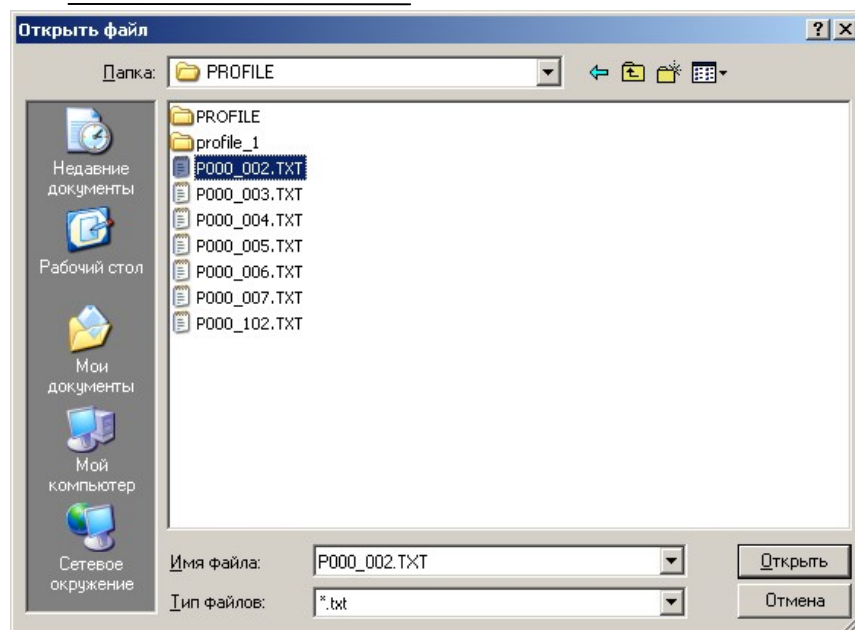 Открыть файл
Папка:
PROFILE
PROFILE
profile_1
P000_002.TXT
P000_003.TXT
P000_004.TXT
P000_005.TXT
P000_006.TXT
P000_007.TXT
P000_102.TXT
Недавние
документы
Рабочий стол
Мои
документы
Мой
компьютер
Сетевое
окружение
Имя файла:
P000_002.TXT
Открыть
Тип файлов:
*.txt
Отмена